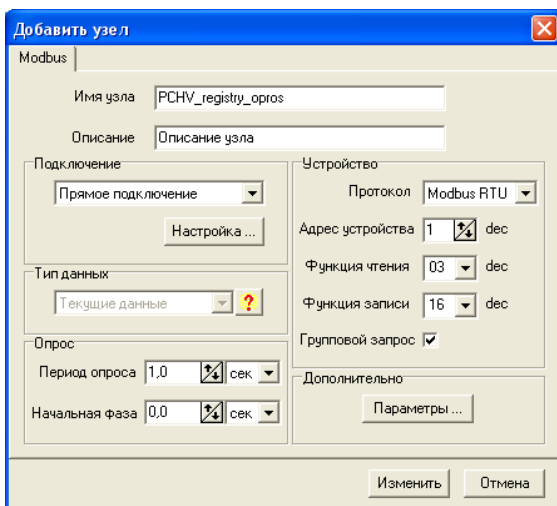 Добавить узел
Modbus
Имя узла PCHV_registry_opros
Описание Описание узла
Подключение
Прямое подключение
Настройка ...
Тип данных
Текущие данные ?
Опрос
Период опроса 1,0 сек
Начальная фаза 0,0 сек
Устройство
Протокол Modbus RTU
Адрес устройства 1 dec
Функция чтения 03 dec
Функция записи 16 dec
Групповой запрос
Дополнительно
Параметры ...
Изменить Отмена